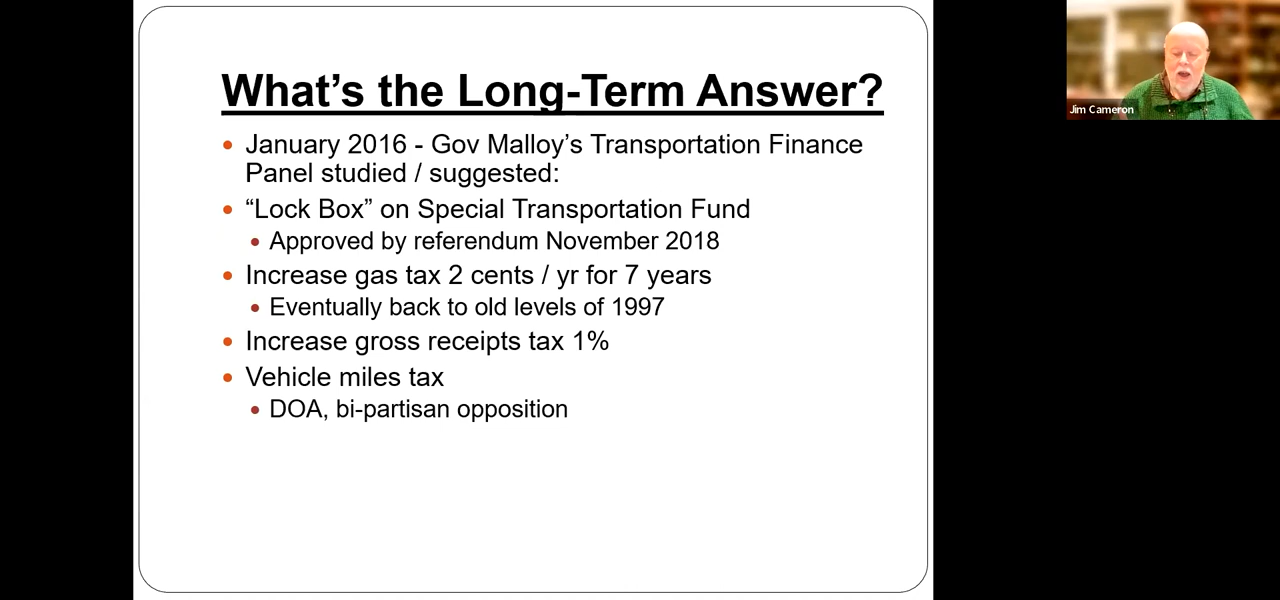 What’s the Long-Term Answer?
January 2016 - Gov Malloy’s Transportation Finance
Panel studied / suggested:
“Lock Box” on Special Transportation Fund
Approved by referendum November 2018
Increase gas tax 2 cents / yr for 7 years
Eventually back to old levels of 1997
Increase gross receipts tax 1%
Vehicle miles tax
DOA, bi-partisan opposition
Jim Cameron